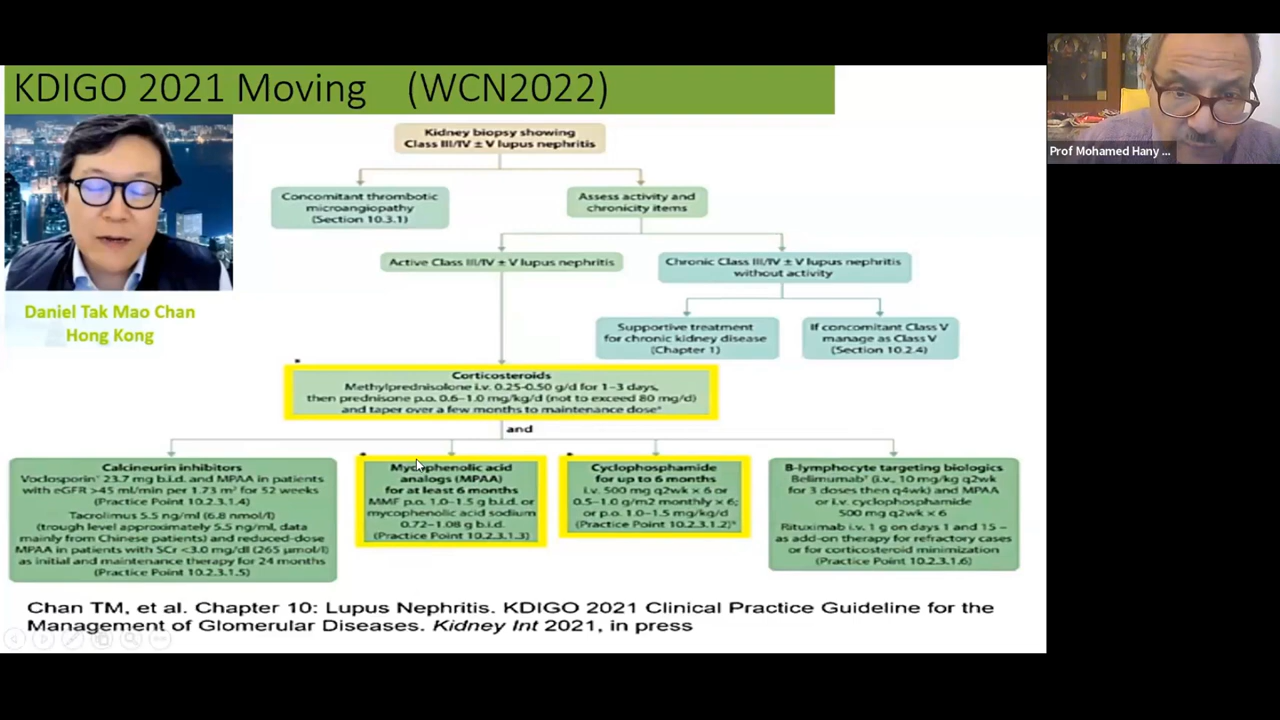 KDIGO 2021 Moving (WCN2022)
Prof Mohamed Hany ...
Daniel Tak Mao Chan
Hong Kong
Kidney biopsy showing
Class III/IV ± V lupus nephritis
Concomitant thrombotic
microangiopathy
(Section 10.3.1)
Assess activity and
chronicity items
Active Class III/IV ± V lupus nephritis
Chronic Class III/IV ± V lupus nephritis
without activity
Supportive treatment
for chronic kidney disease
(Chapter 1)
If concomitant Class V
manage as Class V
(Section 10.2.4)
Corticosteroids
Methylprednisolone i.v. 0.25-0.50 g/d for 1–3 days,
then prednisone p.o. 0.6–1.0 mg/kg/d (not to exceed 80 mg/d)
and taper over a few months to maintenance dose
and
Calcineurin inhibitors
Voclosporin 23.7 mg b.i.d. and MPAA in patients
with eGFR >45 ml/min per 1.73 m² for 52 weeks
(Practice Point 10.2.3.1.4)
Tacrolimus 5.5 ng/ml (6.8 nmol/l)
(trough level approximately 5.5 ng/ml, data
mainly from Chinese patients) and reduced-dose
MPAA in patients with SCr <3.0 mg/dl (265 µmol/l)
as initial and maintenance therapy for 24 months
(Practice Point 10.2.3.1.5)
Mycophenolic acid
analogs (MPAA)
for at least 6 months
MMF p.o. 1.0–1.5 g b.i.d. or
mycophenolic acid sodium
0.72–1.08 g b.i.d.
(Practice Point 10.2.3.1.3)
Cyclophosphamide
for up to 6 months
i.v. 500 mg q2wk × 6 or
0.5–1.0 g/m2 monthly × 6;
or p.o. 1.0–1.5 mg/kg/d
(Practice Point 10.2.3.1.2)
B-lymphocyte targeting biologics
Belimumab (i.v., 10 mg/kg q2wk
for 3 doses then q4wk) and MPAA
or i.v. cyclophosphamide
500 mg q2wk × 6
Rituximab i.v. 1 g on days 1 and 15 –
as add-on therapy for refractory cases
or for corticosteroid minimization
(Practice Point 10.2.3.1.6)
Chan TM, et al. Chapter 10: Lupus Nephritis. KDIGO 2021 Clinical Practice Guideline for the
Management of Glomerular Diseases. Kidney Int 2021, in press